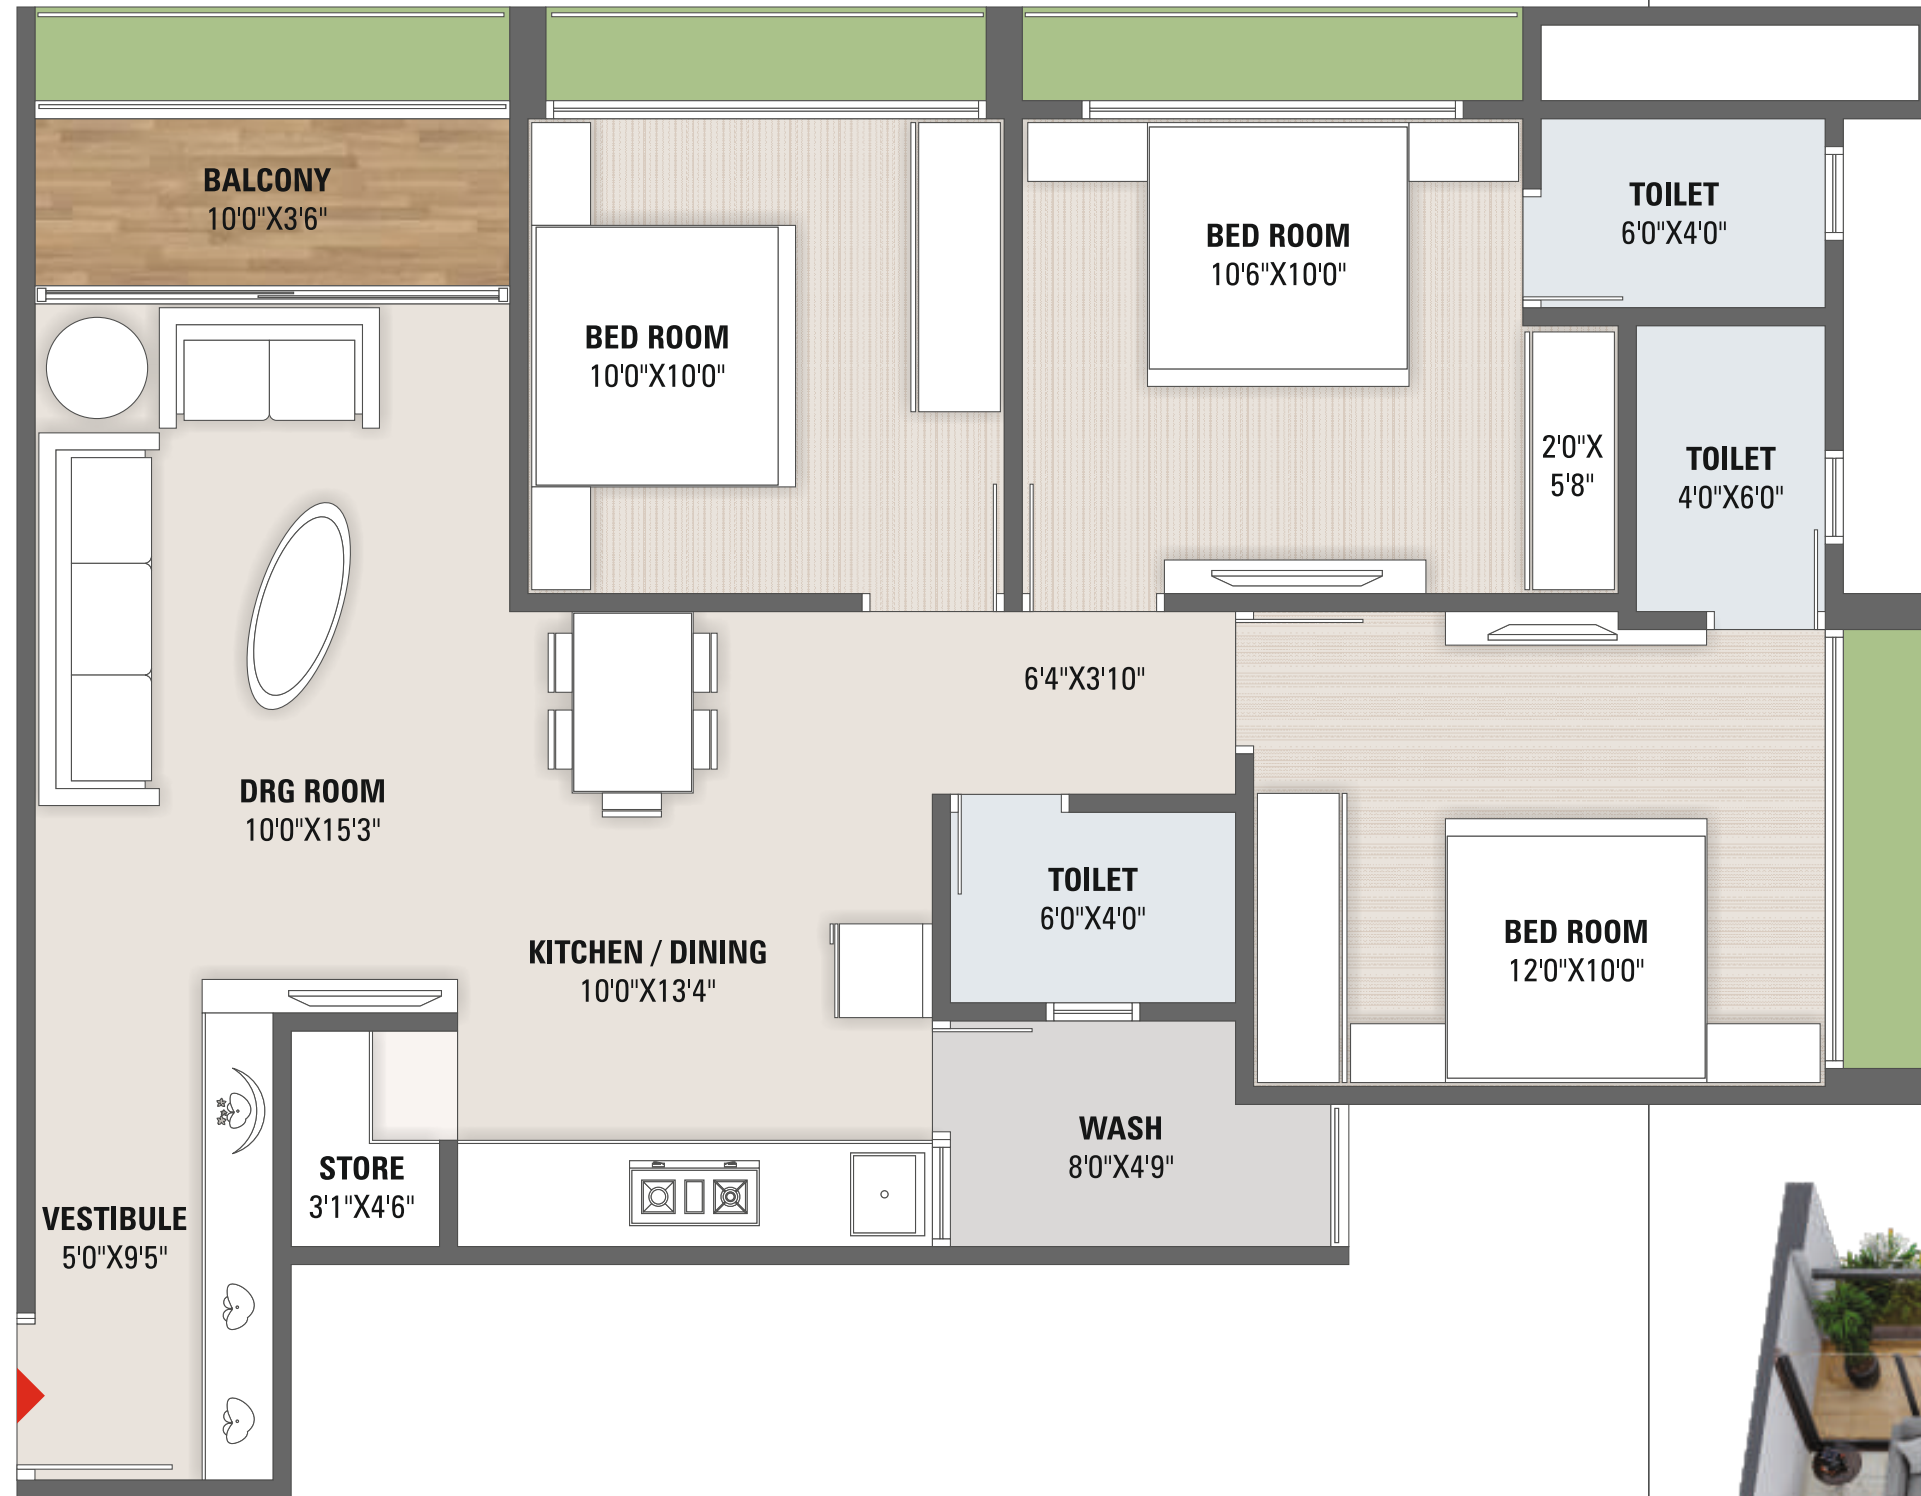 BALCONY
10'0"X3'6"
BED ROOM
10'0"X10'0"
BED ROOM
10'6"X10'0"
TOILET
6'0"X4'0"
2'0"X
5'8"
TOILET
4'0"X6'0"
6'4"X3'10"
DRG ROOM
10'0"X15'3"
KITCHEN / DINING
10'0"X13'4"
TOILET
6'0"X4'0"
BED ROOM
12'0"X10'0"
WASH
8'0"X4'9"
STORE
3'1"X4'6"
VESTIBULE
5'0"X9'5"